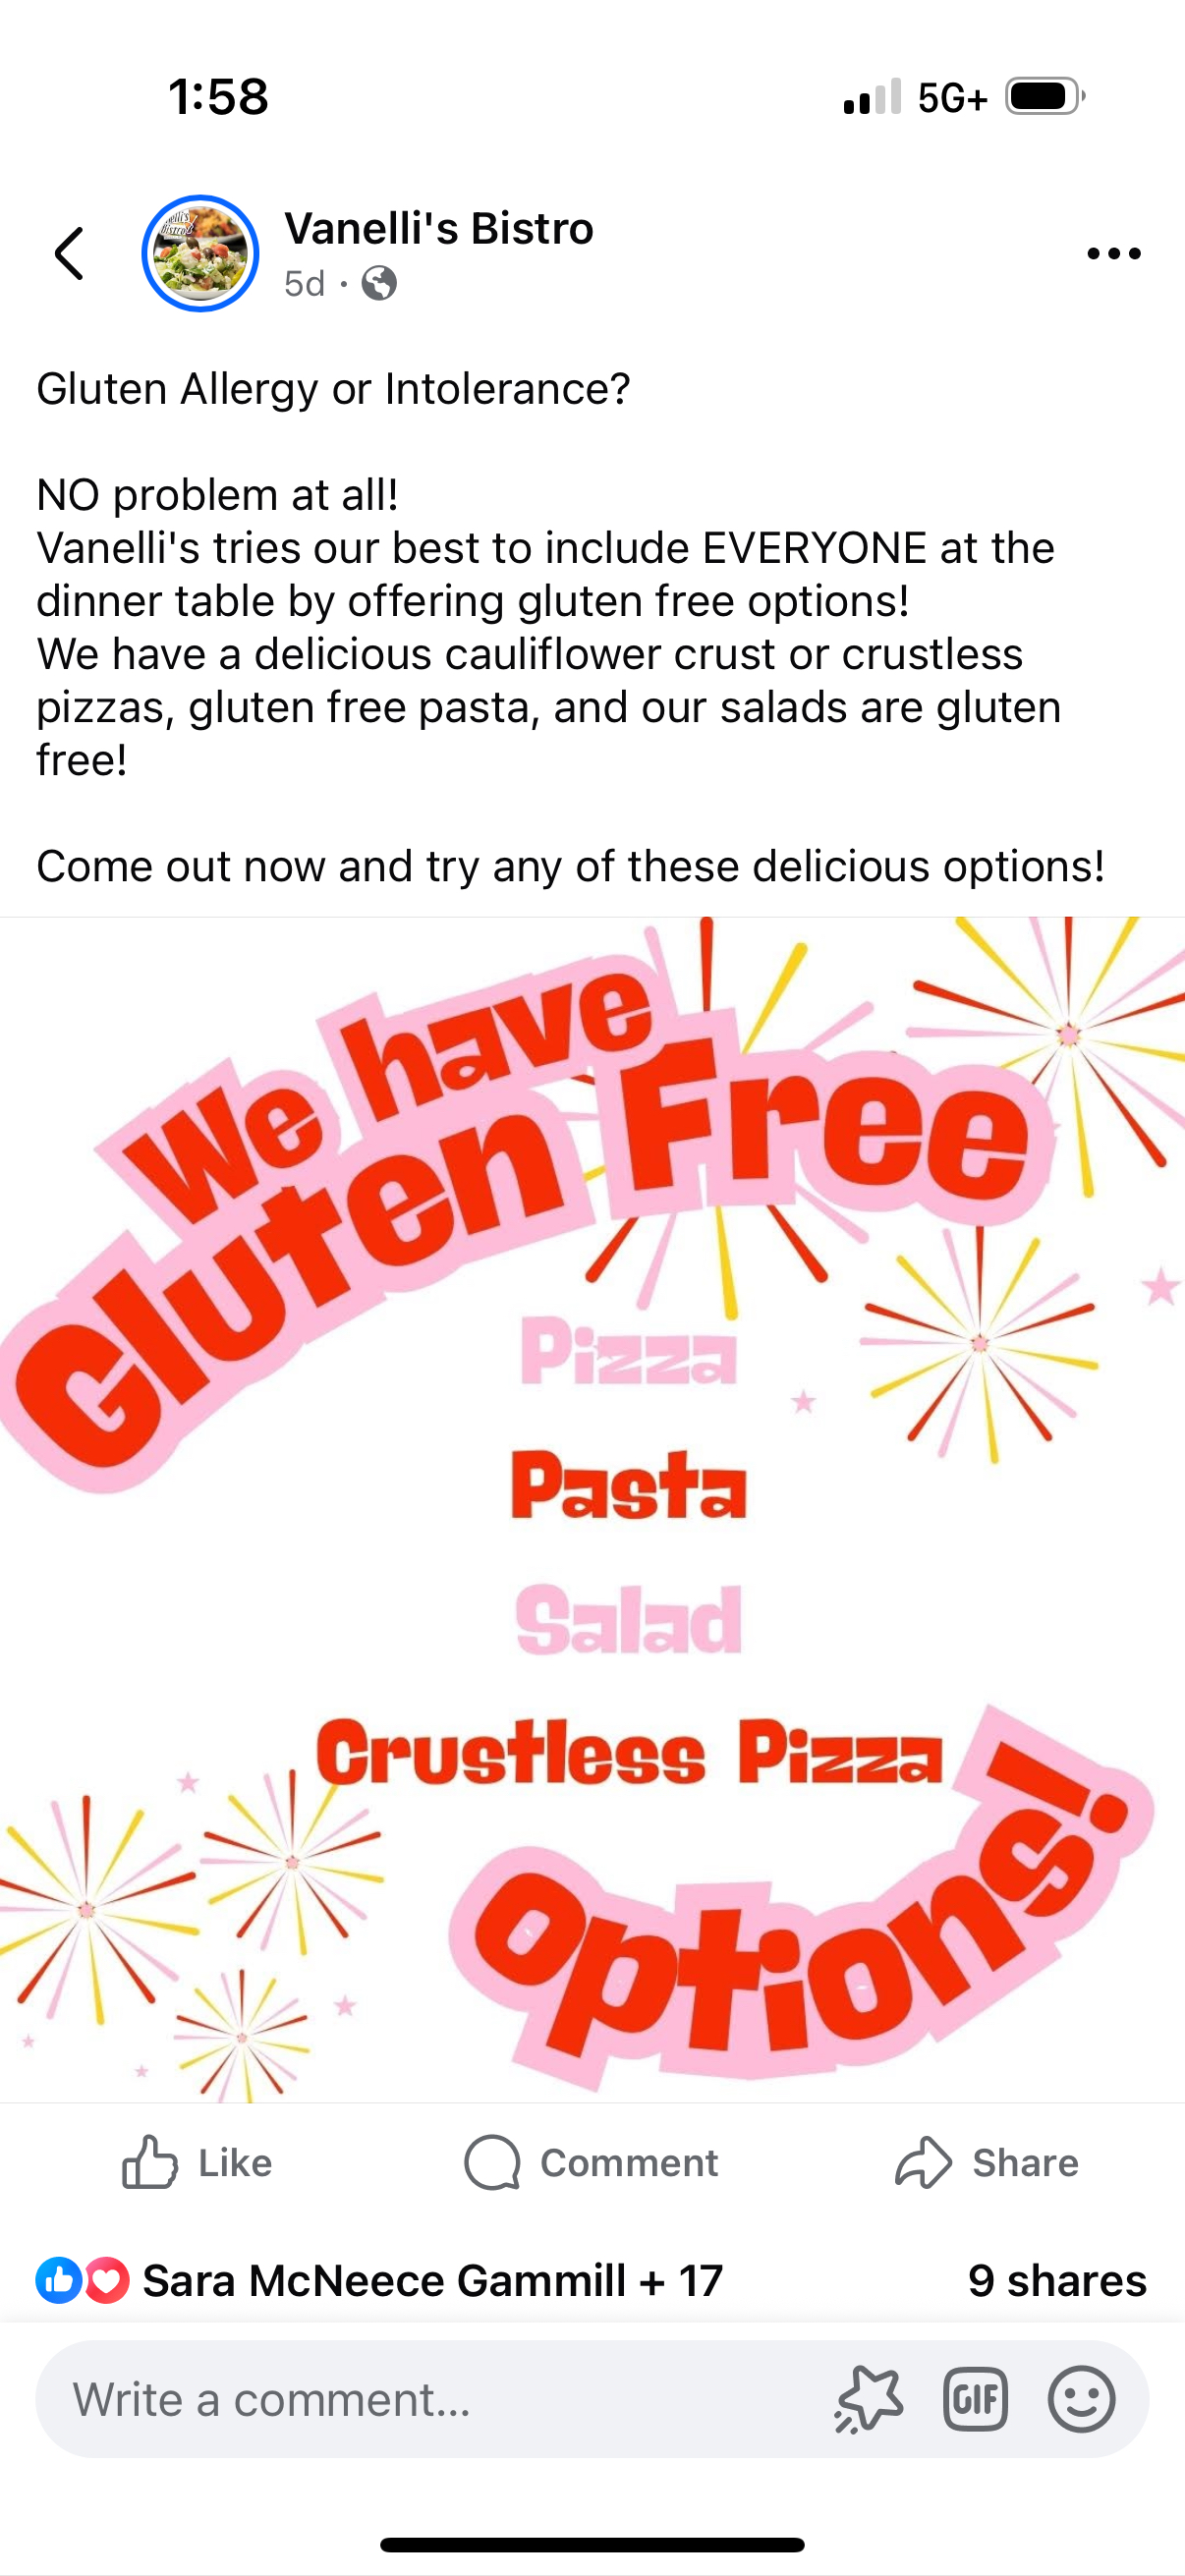 1:58
5G+
Vanelli's Bistro
5d ·
Gluten Allergy or Intolerance?
NO problem at all!
Vanelli's tries our best to include EVERYONE at the
dinner table by offering gluten free options!
We have a delicious cauliflower crust or crustless
pizzas, gluten free pasta, and our salads are gluten
free!
Come out now and try any of these delicious options!
We have
Gluten Free
Pizza
Pasta
Salad
Crustless Pizza
Options!
Like
Comment
Share
Sara McNeece Gammill + 17
9 shares
Write a comment...
GIF